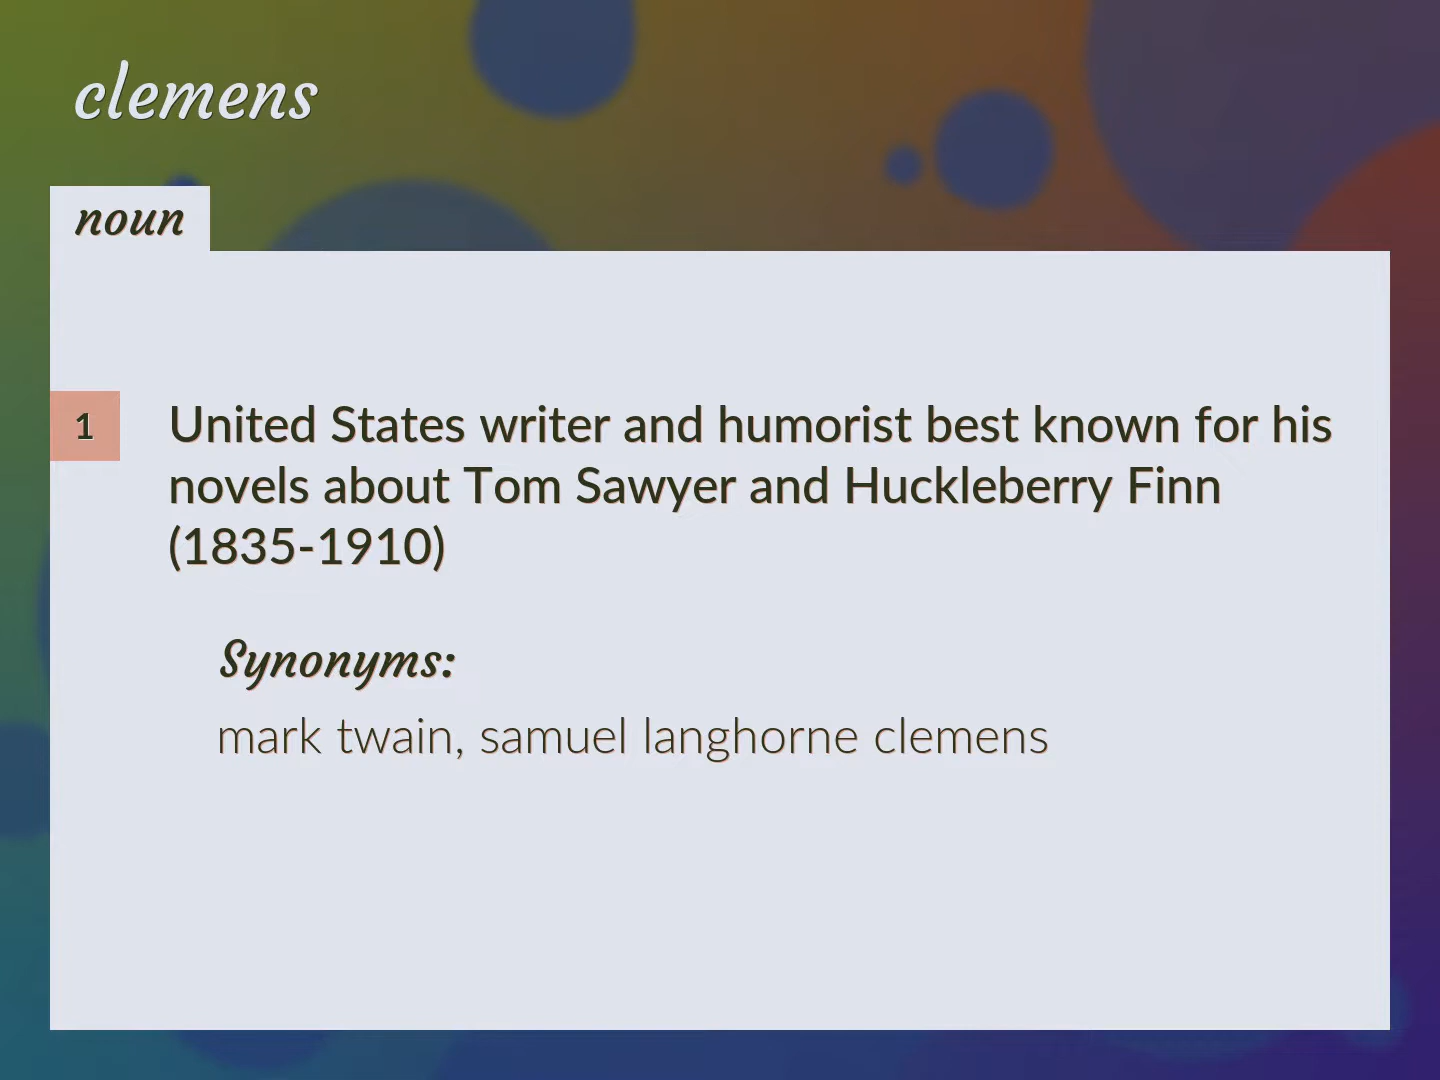 clemens
noun
1
United States writer and humorist best known for his
novels about Tom Sawyer and Huckleberry Finn
(1835-1910)
Synonyms:
mark twain, samuel langhorne clemens